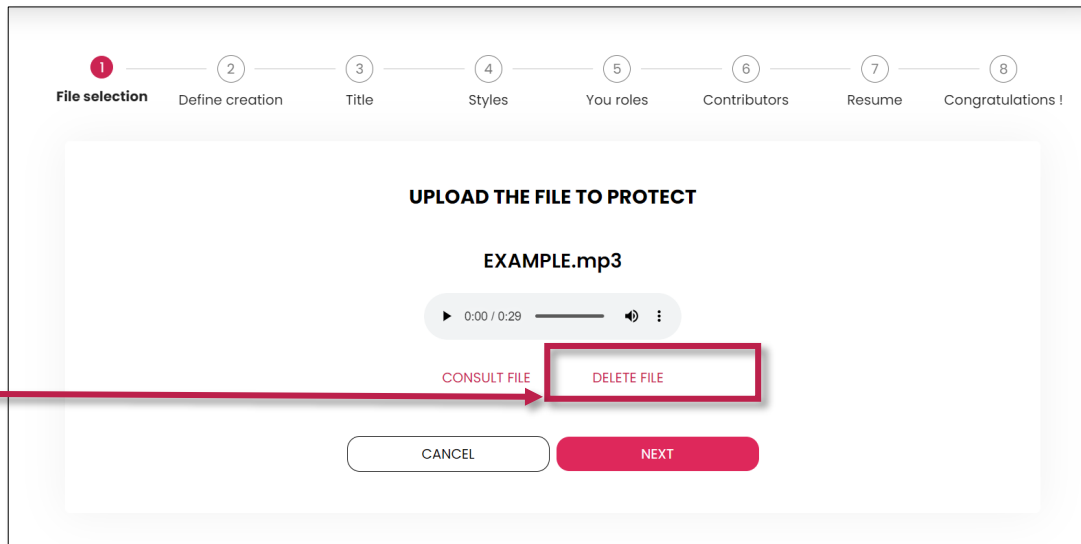 1 2 3 4 5 6 7 8
File selection Define creation Title Styles You roles Contributors Resume Congratulations !
UPLOAD THE FILE TO PROTECT
EXAMPLE.mp3
0:00 / 0:29
CONSULT FILE DELETE FILE
CANCEL NEXT